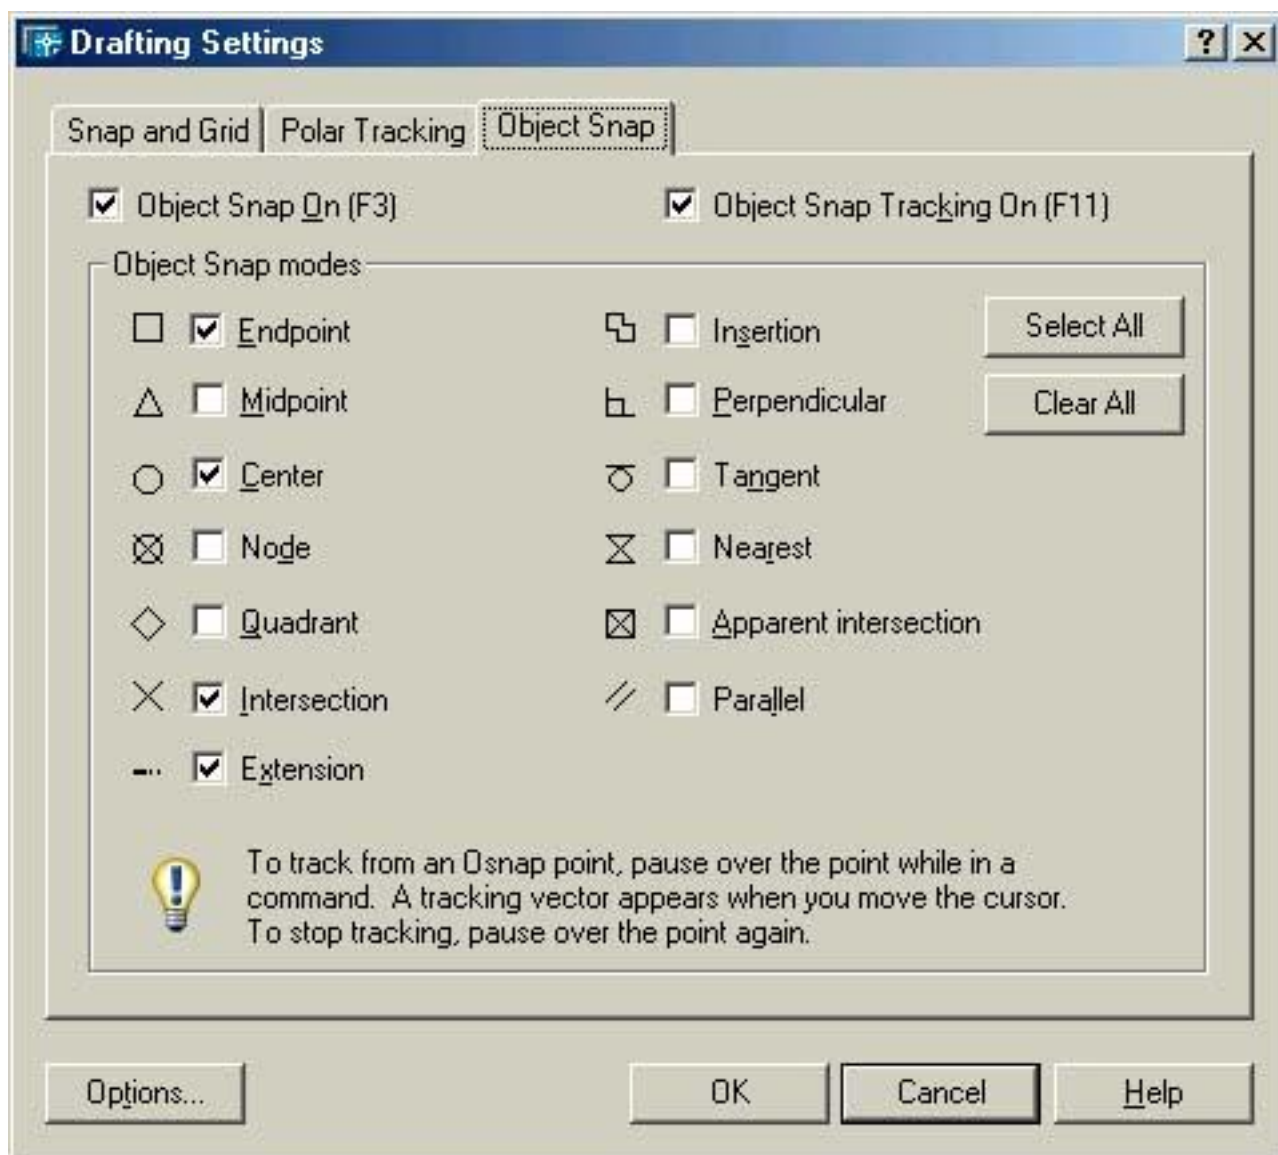 Drafting Settings
Snap and Grid
Polar Tracking
Object Snap
Object Snap On (F3)
Object Snap Tracking On (F11)
Object Snap modes
Endpoint
Midpoint
Center
Node
Quadrant
Intersection
Extension
Insertion
Perpendicular
Tangent
Nearest
Apparent intersection
Parallel
Select All
Clear All
To track from an Osnap point, pause over the point while in a
command. A tracking vector appears when you move the cursor.
To stop tracking, pause over the point again.
Options...
OK
Cancel
Help